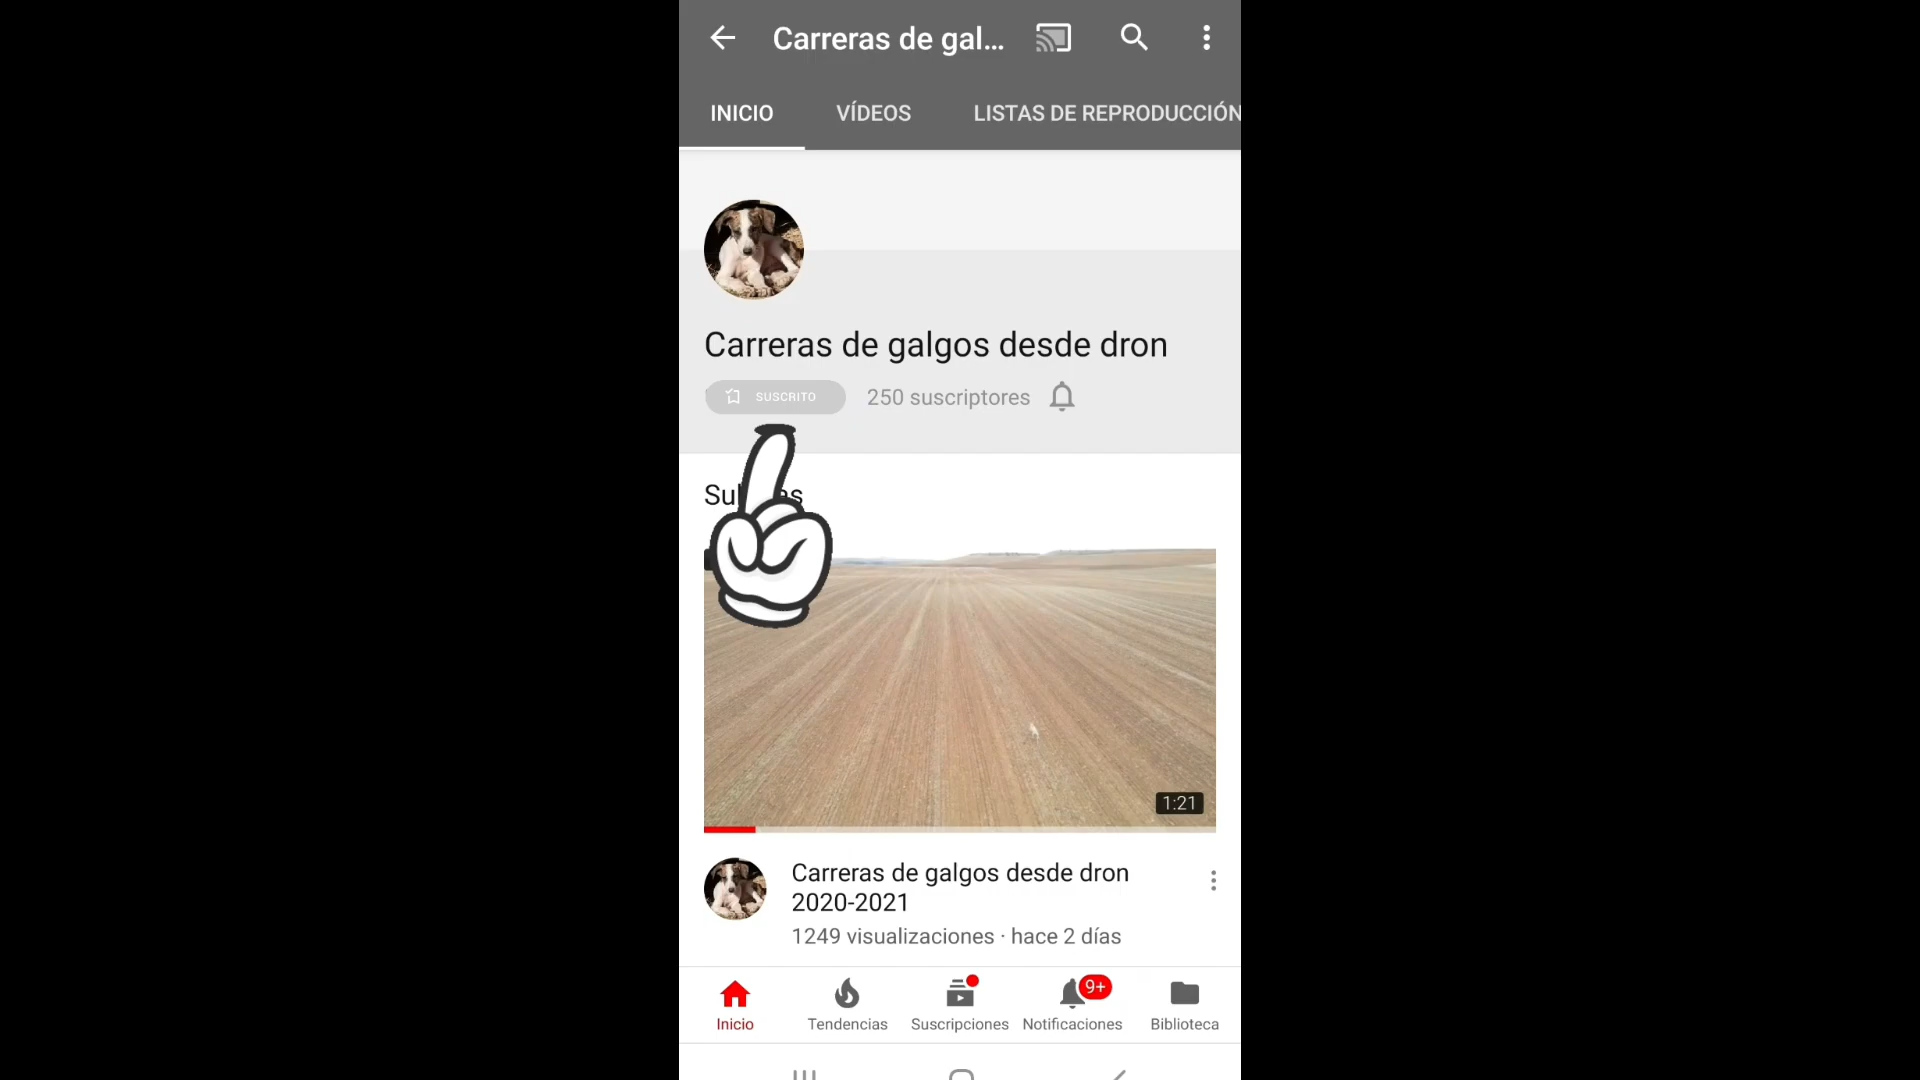 Carreras de gal...
INICIO VÍDEOS LISTAS DE REPRODUCCIÓN
Carreras de galgos desde dron
SUSCRITO 250 suscriptores
1:21
Carreras de galgos desde dron
2020-2021
1249 visualizaciones · hace 2 días
9+
Inicio Tendencias Suscripciones Notificaciones Biblioteca